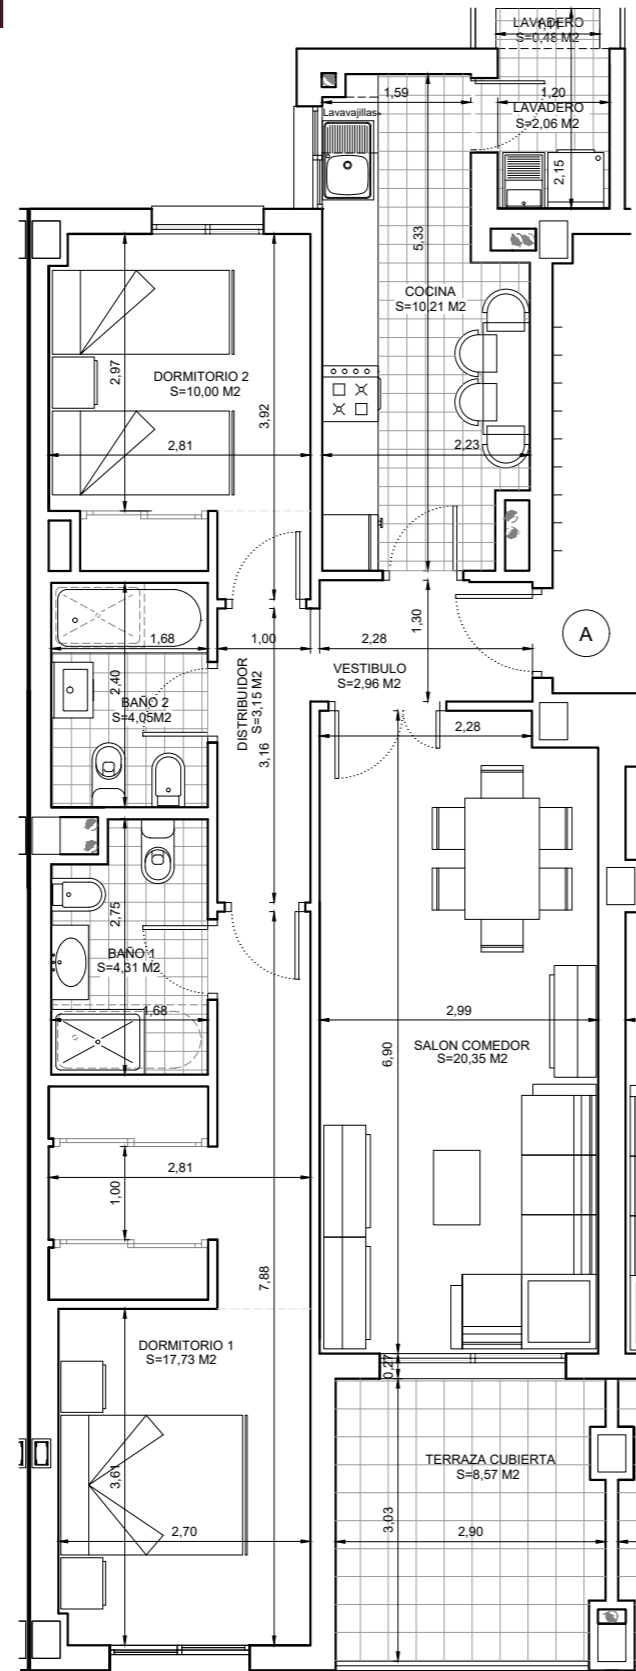 LAVADERO
S=0,48 M2
1,59
1,20
LAVADERO
S=2,06 M2
Lavavajillas
2,15
5,33
COCINA
S=10,21 M2
DORMITORIO 2
S=10,00 M2
2,97
3,92
2,81
2,23
1,68
1,00
2,28
1,30
A
VESTIBULO
S=2,96 M2
2,40
BAÑO 2
S=4,05M2
DISTRIBUIDOR
S=3,15 M2
3,16
2,28
2,75
BAÑO 1
S=4,31 M2
1,68
2,99
SALON COMEDOR
S=20,35 M2
6,90
2,81
1,00
7,88
DORMITORIO 1
S=17,73 M2
0,27
TERRAZA CUBIERTA
S=8,57 M2
3,61
3,03
2,70
2,90